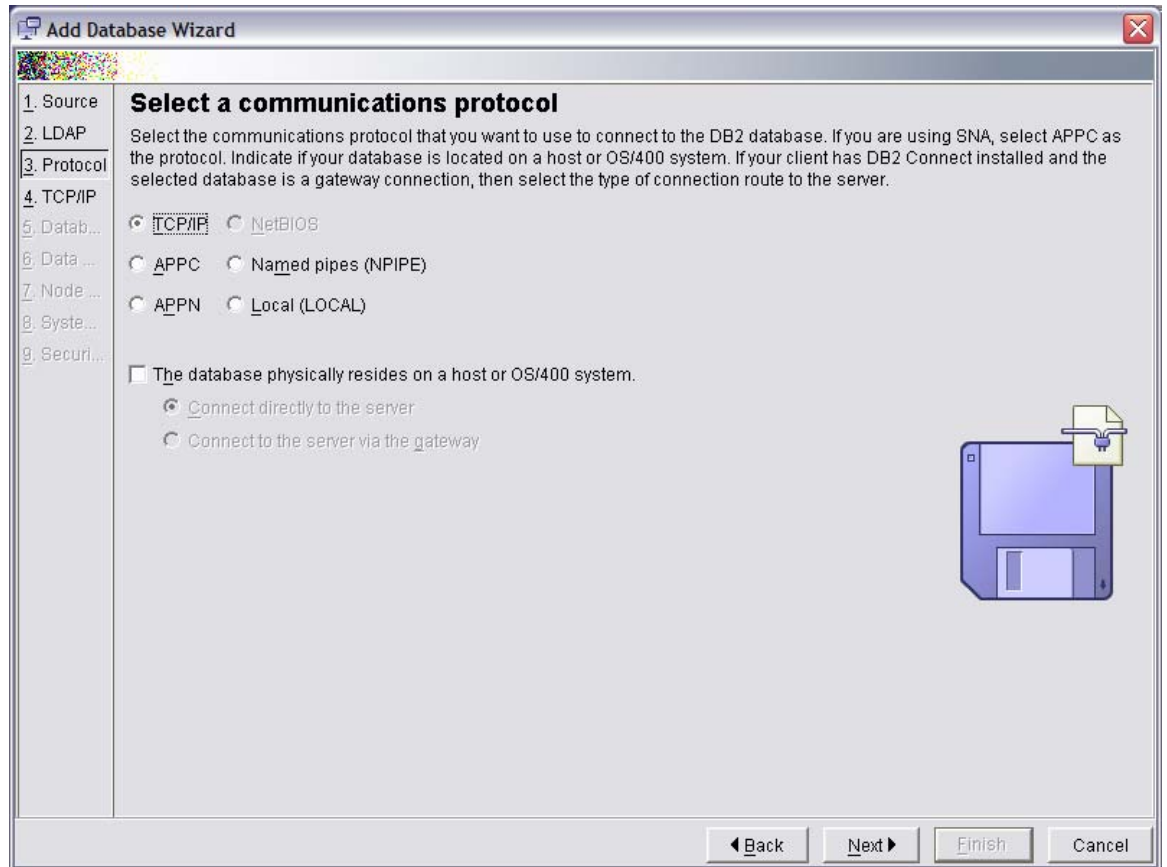 Add Database Wizard
1. Source
2. LDAP
3. Protocol
4. TCP/IP
5. Datab...
6. Data ...
7. Node ...
8. Syste...
9. Securi...
Select a communications protocol
Select the communications protocol that you want to use to connect to the DB2 database. If you are using SNA, select APPC as
the protocol. Indicate if your database is located on a host or OS/400 system. If your client has DB2 Connect installed and the
selected database is a gateway connection, then select the type of connection route to the server.
TCP/IP NetBIOS
APPC Named pipes (NPIPE)
APPN Local (LOCAL)
The database physically resides on a host or OS/400 system.
Connect directly to the server
Connect to the server via the gateway
Back Next Finish Cancel